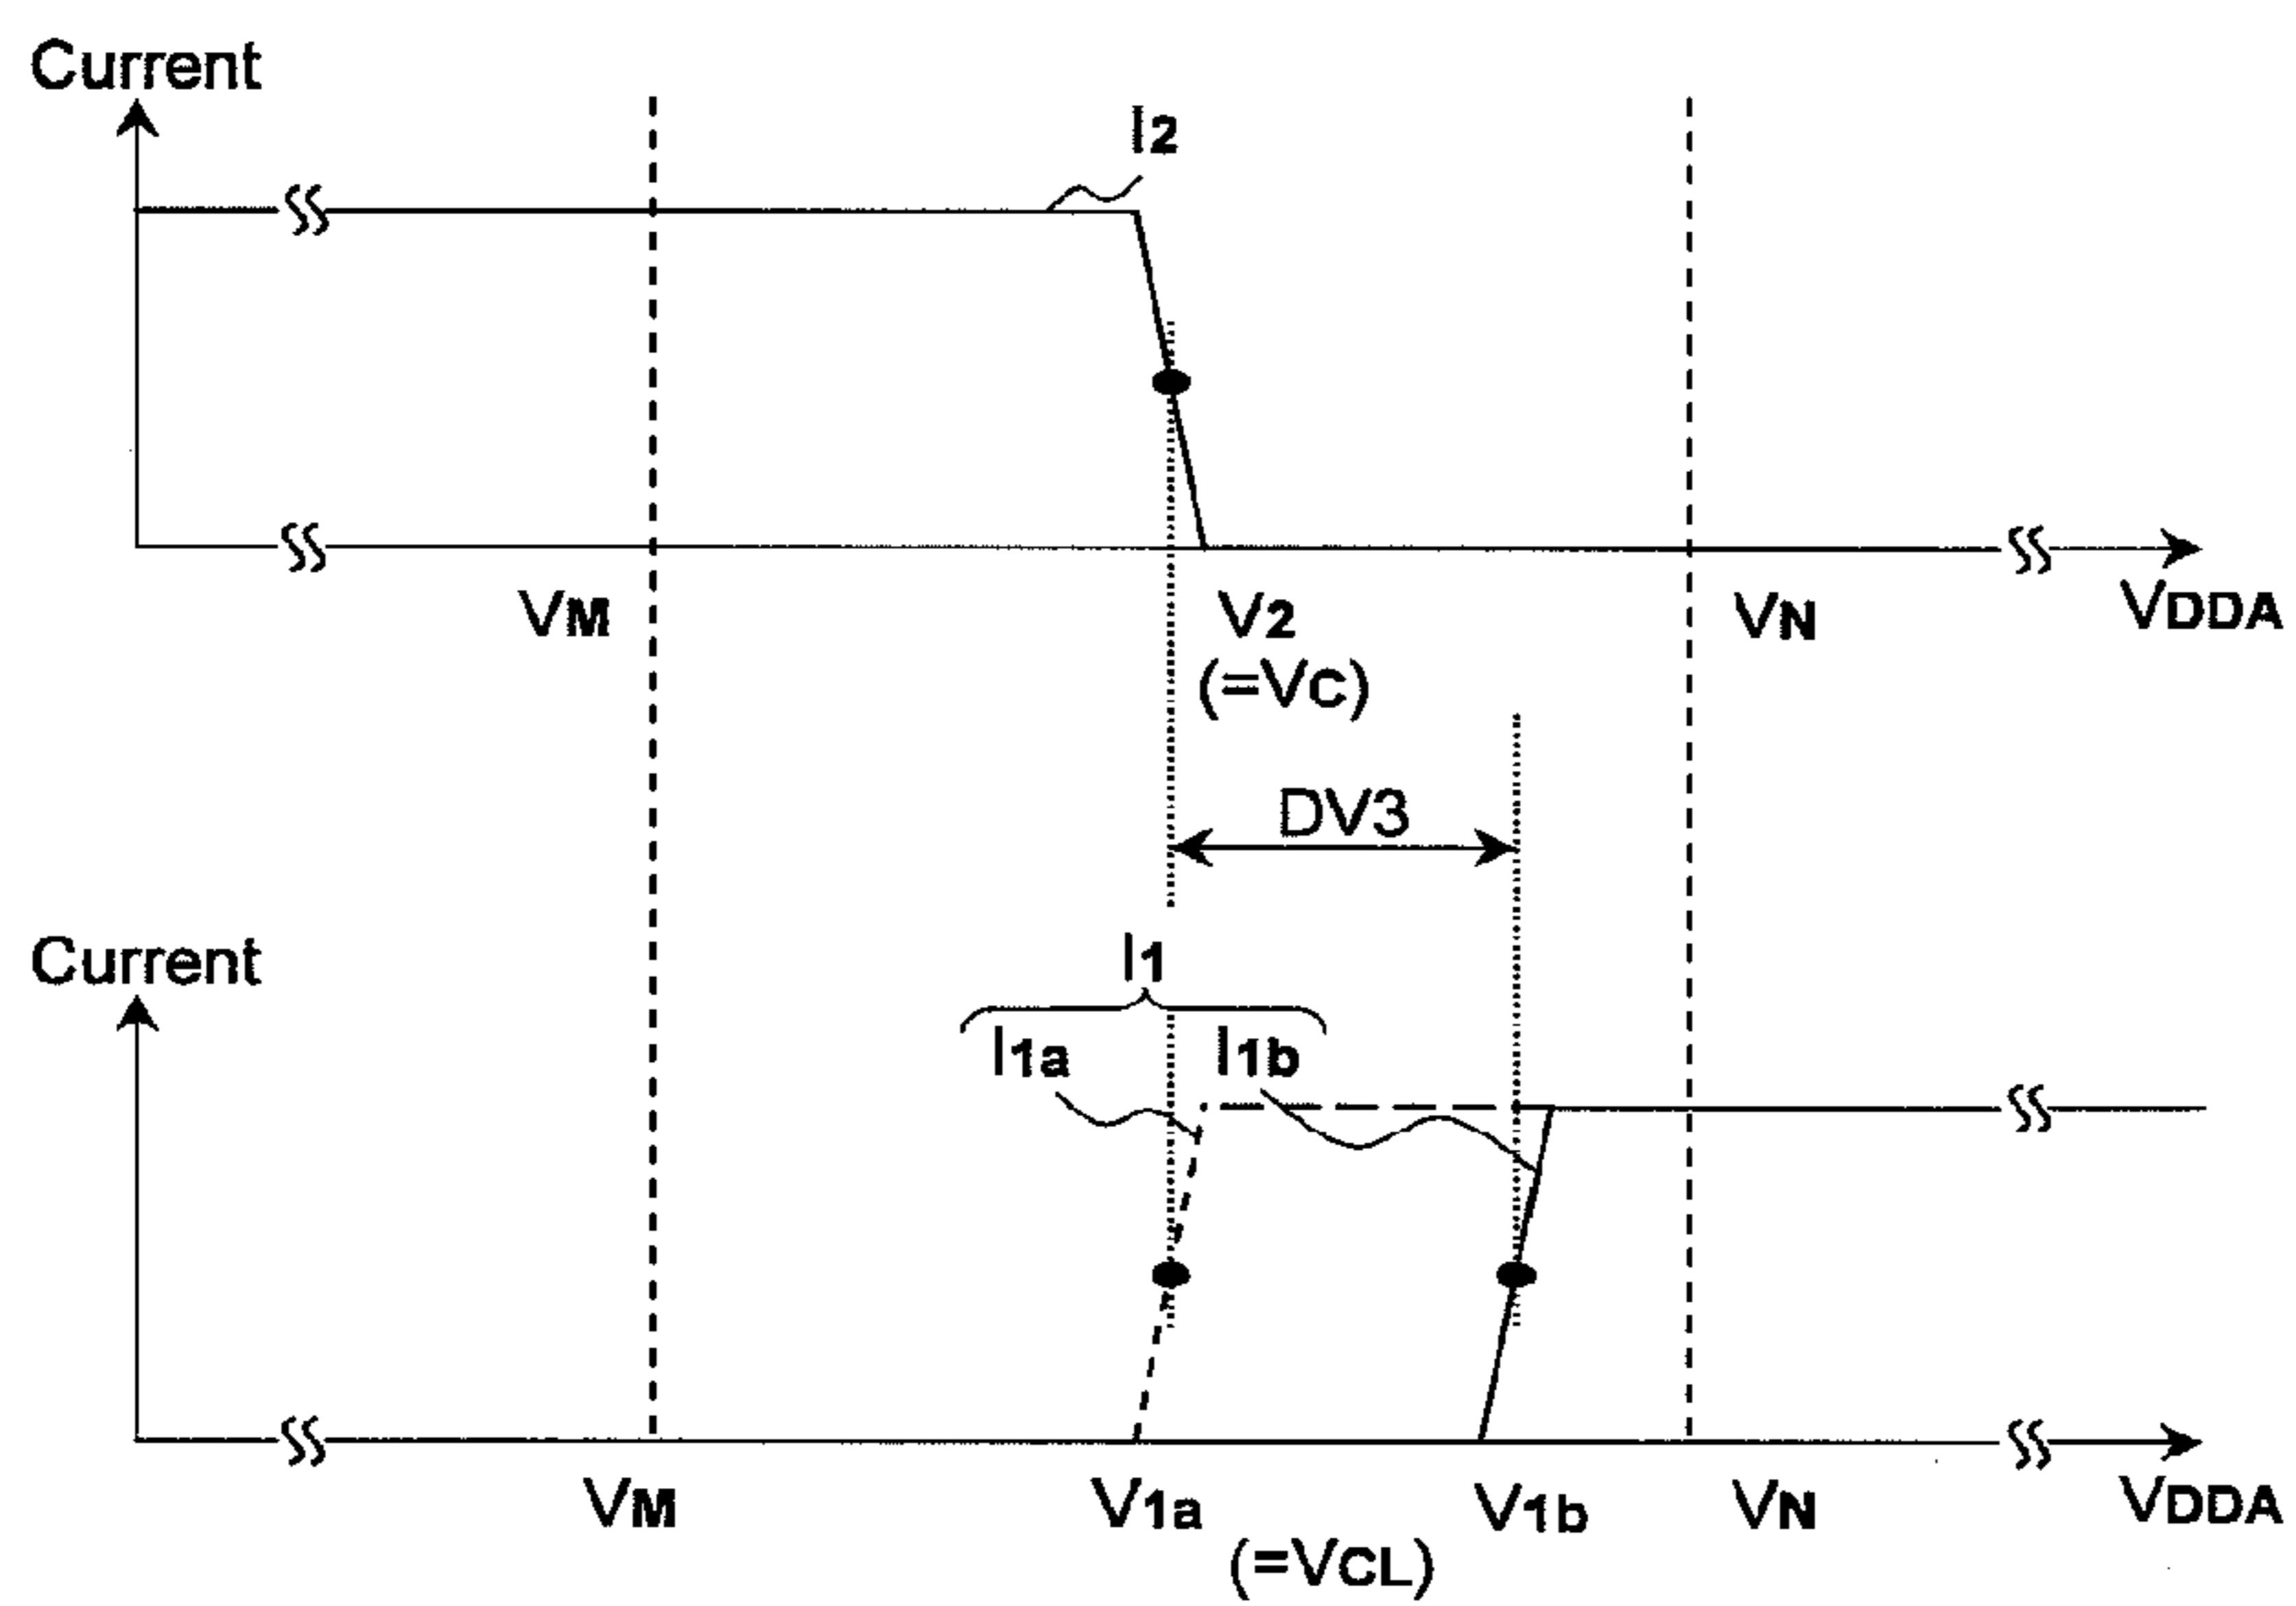 Current
I2
VM
V2
VN
VDDA
(=VC)
DV3
Current
I1
I1a
I1b
VM
V1a
V1b
VN
VDDA
(=VCL)